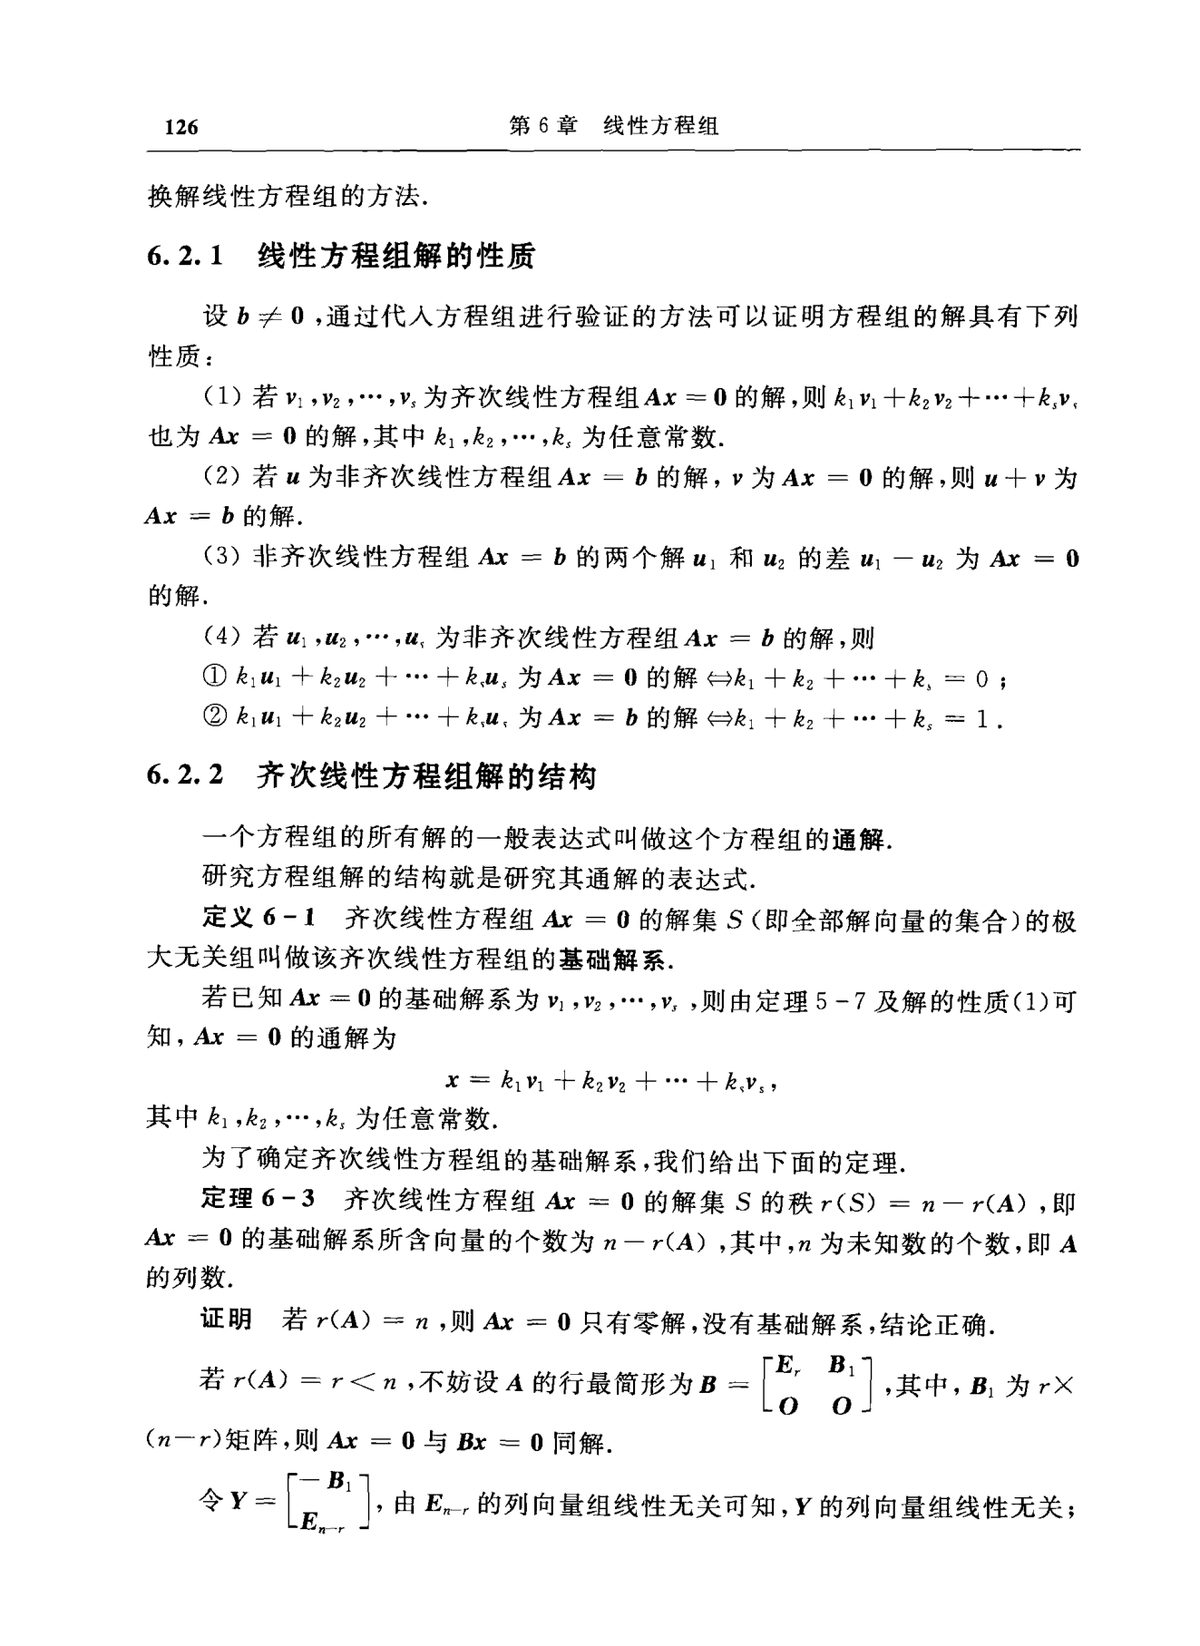 126 第 6 章 线性方程组
换解线性方程组的方法.
6.2.1 线性方程组解的性质
设 b ≠ 0 ,通过代入方程组进行验证的方法可以证明方程组的解具有下列
性质:
(1) 若 v₁,v₂,⋯,vₛ 为齐次线性方程组 Ax = 0 的解,则 k₁v₁+k₂v₂+⋯+kₛvₛ
也为 Ax = 0 的解,其中 k₁,k₂,⋯,kₛ 为任意常数.
(2) 若 u 为非齐次线性方程组 Ax = b 的解, v 为 Ax = 0 的解,则 u + v 为
Ax = b 的解.
(3) 非齐次线性方程组 Ax = b 的两个解 u₁ 和 u₂ 的差 u₁ − u₂ 为 Ax = 0
的解.
(4) 若 u₁,u₂,⋯,uₛ 为非齐次线性方程组 Ax = b 的解,则
① k₁u₁ + k₂u₂ + ⋯ + kₛuₛ 为 Ax = 0 的解 ⇔ k₁ + k₂ + ⋯ + kₛ = 0 ;
② k₁u₁ + k₂u₂ + ⋯ + kₛuₛ 为 Ax = b 的解 ⇔ k₁ + k₂ + ⋯ + kₛ = 1 .
6.2.2 齐次线性方程组解的结构
一个方程组的所有解的一般表达式叫做这个方程组的通解.
研究方程组解的结构就是研究其通解的表达式.
定义 6-1 齐次线性方程组 Ax = 0 的解集 S (即全部解向量的集合)的极
大无关组叫做该齐次线性方程组的基础解系.
若已知 Ax = 0 的基础解系为 v₁,v₂,⋯,vₛ ,则由定理 5-7 及解的性质(1)可
知, Ax = 0 的通解为
x = k₁v₁ + k₂v₂ + ⋯ + kₛvₛ,
其中 k₁,k₂,⋯,kₛ 为任意常数.
为了确定齐次线性方程组的基础解系,我们给出下面的定理.
定理 6-3 齐次线性方程组 Ax = 0 的解集 S 的秩 r(S) = n − r(A) ,即
Ax = 0 的基础解系所含向量的个数为 n − r(A) ,其中,n 为未知数的个数,即 A
的列数.
证明 若 r(A) = n ,则 Ax = 0 只有零解,没有基础解系,结论正确.
若 r(A) = r < n ,不妨设 A 的行最简形为 B = [Eᵣ B₁; O O] ,其中, B₁ 为 r×
(n−r)矩阵,则 Ax = 0 与 Bx = 0 同解.
令 Y = [−B₁; Eₙ₋ᵣ], 由 Eₙ₋ᵣ 的列向量组线性无关可知, Y 的列向量组线性无关;